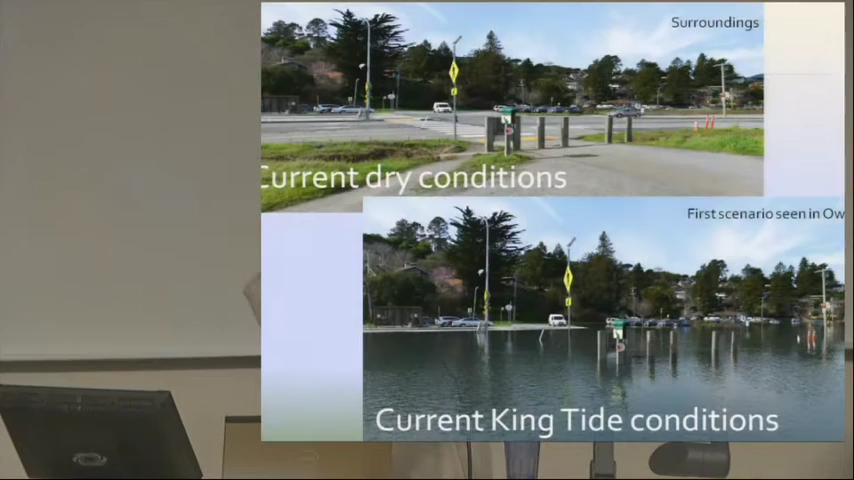 Surroundings
Current dry conditions
First scenario seen in Ow
Current King Tide conditions